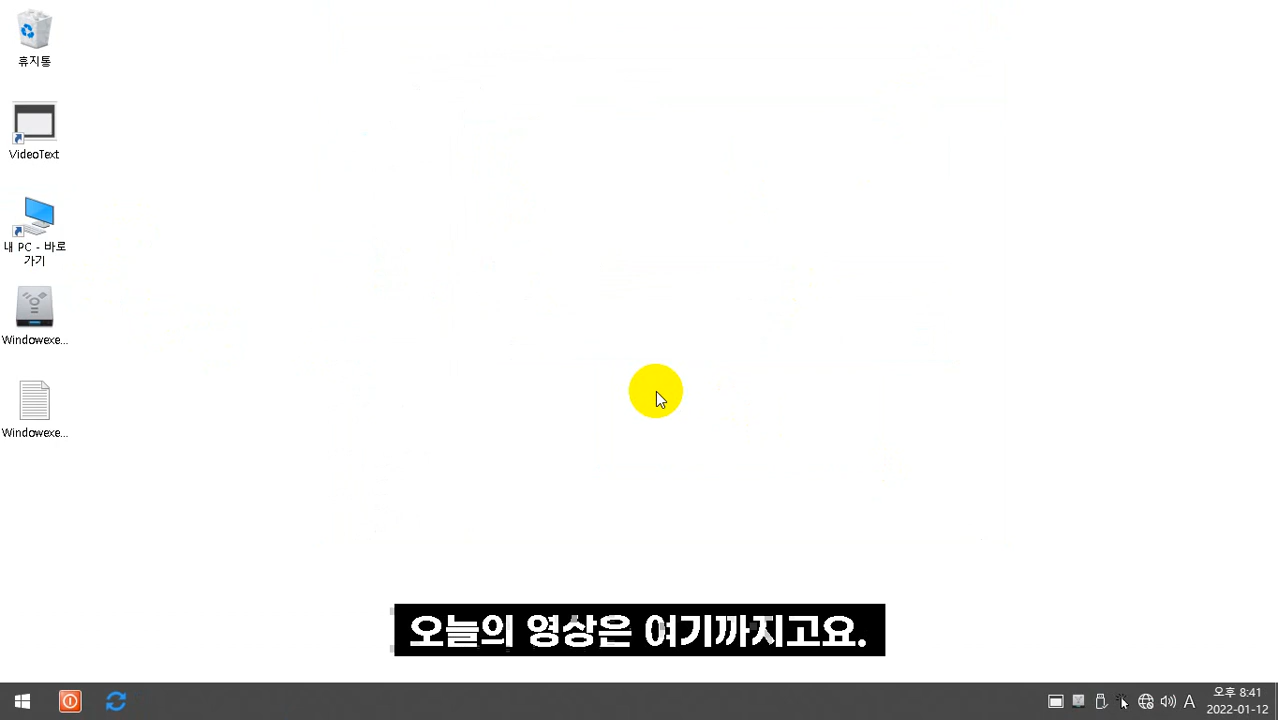 휴지통
VideoText
내 PC - 바로
가기
Windowexe...
Windowexe...
오늘의 영상은 여기까지고요.
A
오후 8:41
2022-01-12